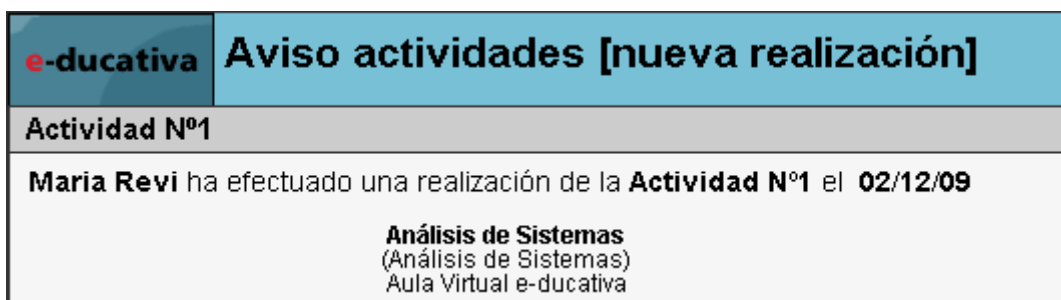 e-ducativa Aviso actividades [nueva realización]
Actividad Nº1
Maria Revi ha efectuado una realización de la Actividad Nº1 el 02/12/09
Análisis de Sistemas
(Análisis de Sistemas)
Aula Virtual e-ducativa